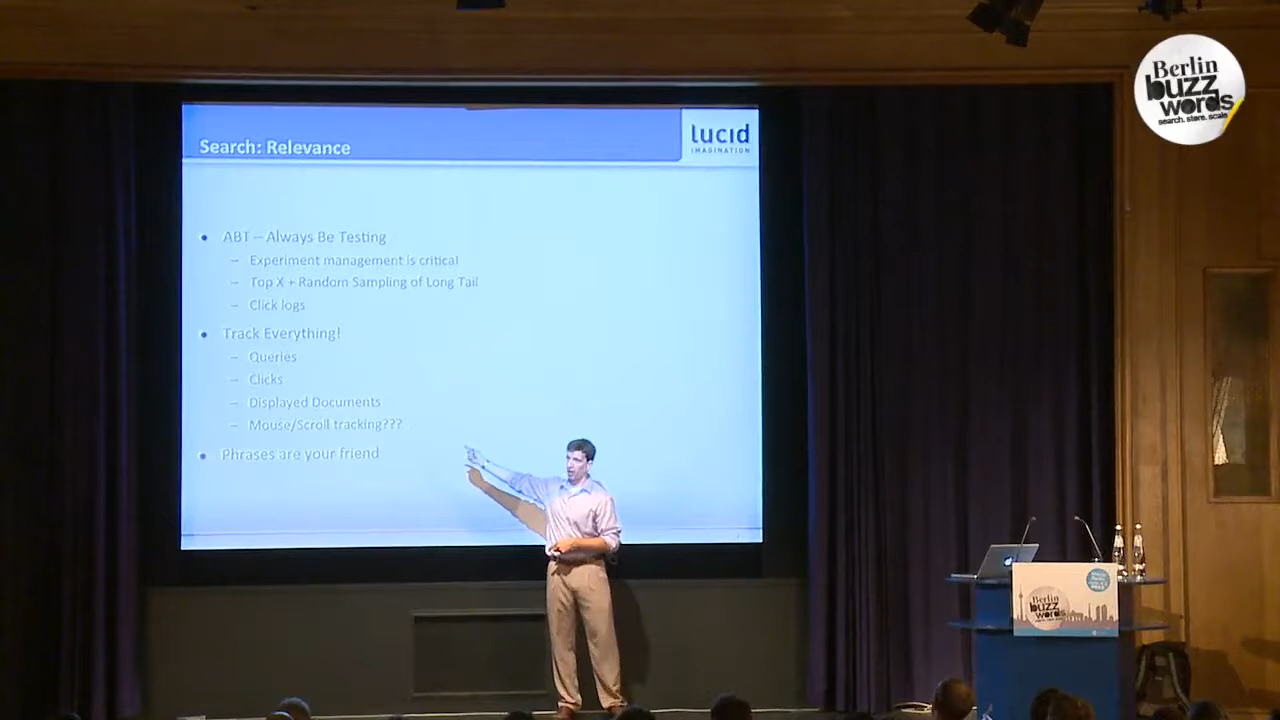 Berlin
buzz
words
search. store. scale
Search: Relevance
lucid
IMAGINATION
• ABT – Always Be Testing
– Experiment management is critical
– Top X + Random Sampling of Long Tail
– Click logs
• Track Everything!
– Queries
– Clicks
– Displayed Documents
– Mouse/Scroll tracking???
• Phrases are your friend
Berlin
buzz
words